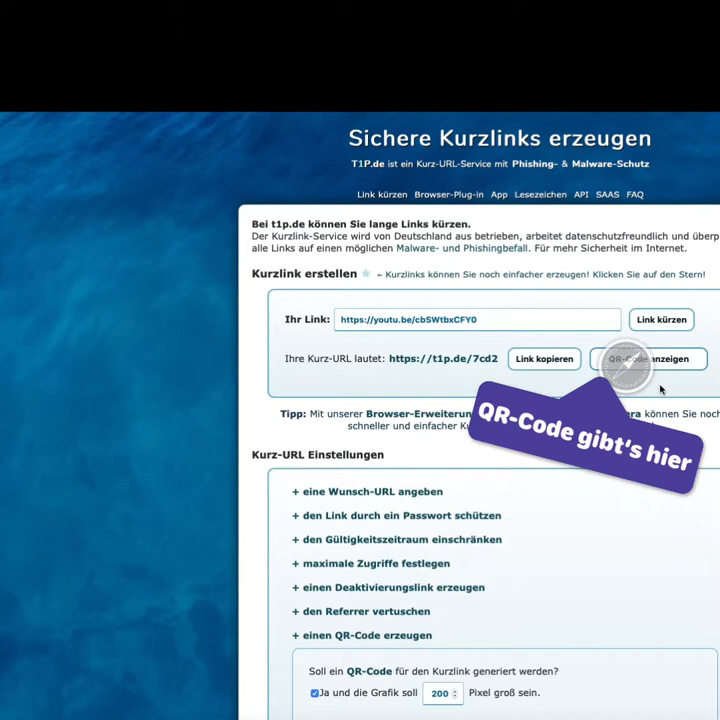 Sichere Kurzlinks erzeugen
T1P.de ist ein Kurz-URL-Service mit Phishing- & Malware-Schutz
Link kürzen Browser-Plug-in App Lesezeichen API SAAS FAQ
Bei t1p.de können Sie lange Links kürzen.
Der Kurzlink-Service wird von Deutschland aus betrieben, arbeitet datenschutzfreundlich und überp
alle Links auf einen möglichen Malware- und Phishingbefall. Für mehr Sicherheit im Internet.
Kurzlink erstellen ← Kurzlinks können Sie noch einfacher erzeugen! Klicken Sie auf den Stern!
Ihr Link: https://youtu.be/cbSWtbxCFY0 Link kürzen
Ihre Kurz-URL lautet: https://t1p.de/7cd2 Link kopieren QR-Code anzeigen
Tipp: Mit unserer Browser-Erweiterun können Sie noch
schneller und einfacher
QR-Code gibt's hier
Kurz-URL Einstellungen
+ eine Wunsch-URL angeben
+ den Link durch ein Passwort schützen
+ den Gültigkeitszeitraum einschränken
+ maximale Zugriffe festlegen
+ einen Deaktivierungslink erzeugen
+ den Referrer vertuschen
+ einen QR-Code erzeugen
Soll ein QR-Code für den Kurzlink generiert werden?
Ja und die Grafik soll 200 Pixel groß sein.